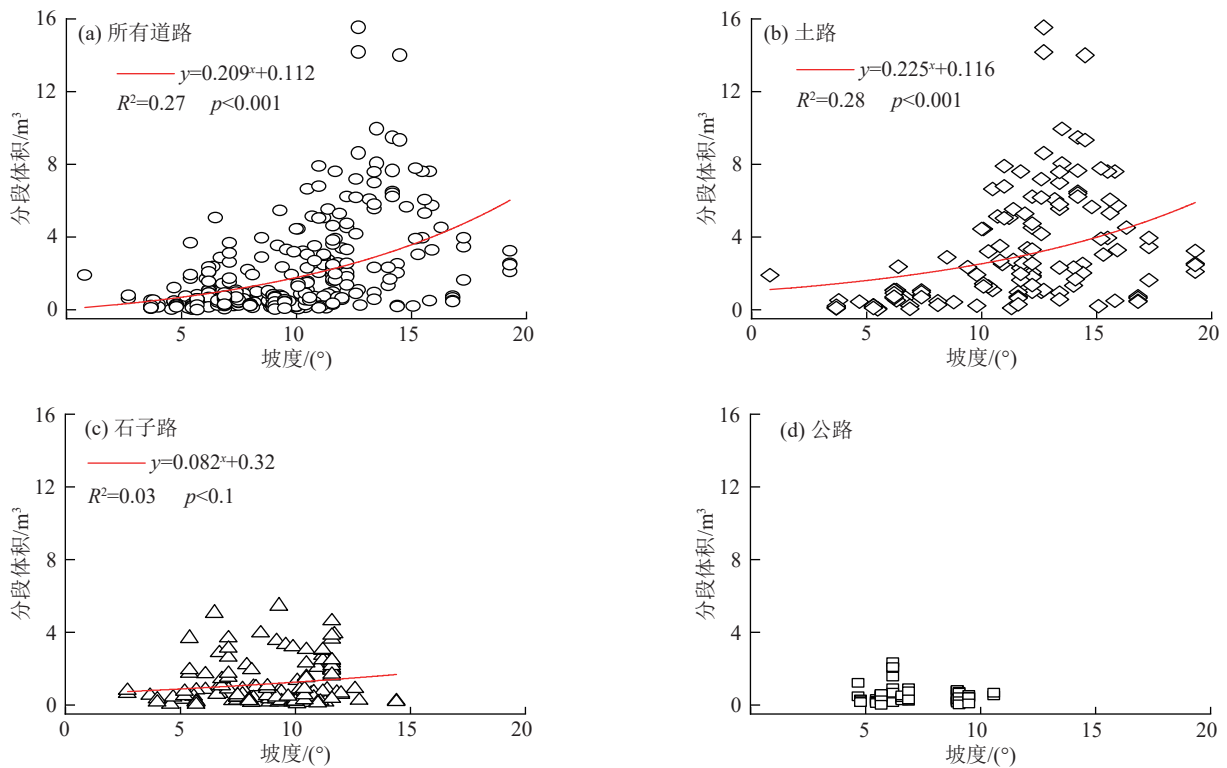 (a) 所有道路
y=0.209ˣ+0.112
R²=0.27 p<0.001
分段体积/m³
16
12
8
4
0
5
10
15
20
坡度/(°)
(b) 土路
y=0.225ˣ+0.116
R²=0.28 p<0.001
分段体积/m³
16
12
8
4
0
5
10
15
20
坡度/(°)
(c) 石子路
y=0.082ˣ+0.32
R²=0.03 p<0.1
分段体积/m³
16
12
8
4
0
0
5
10
15
20
坡度/(°)
(d) 公路
分段体积/m³
16
12
8
4
0
5
10
15
20
坡度/(°)